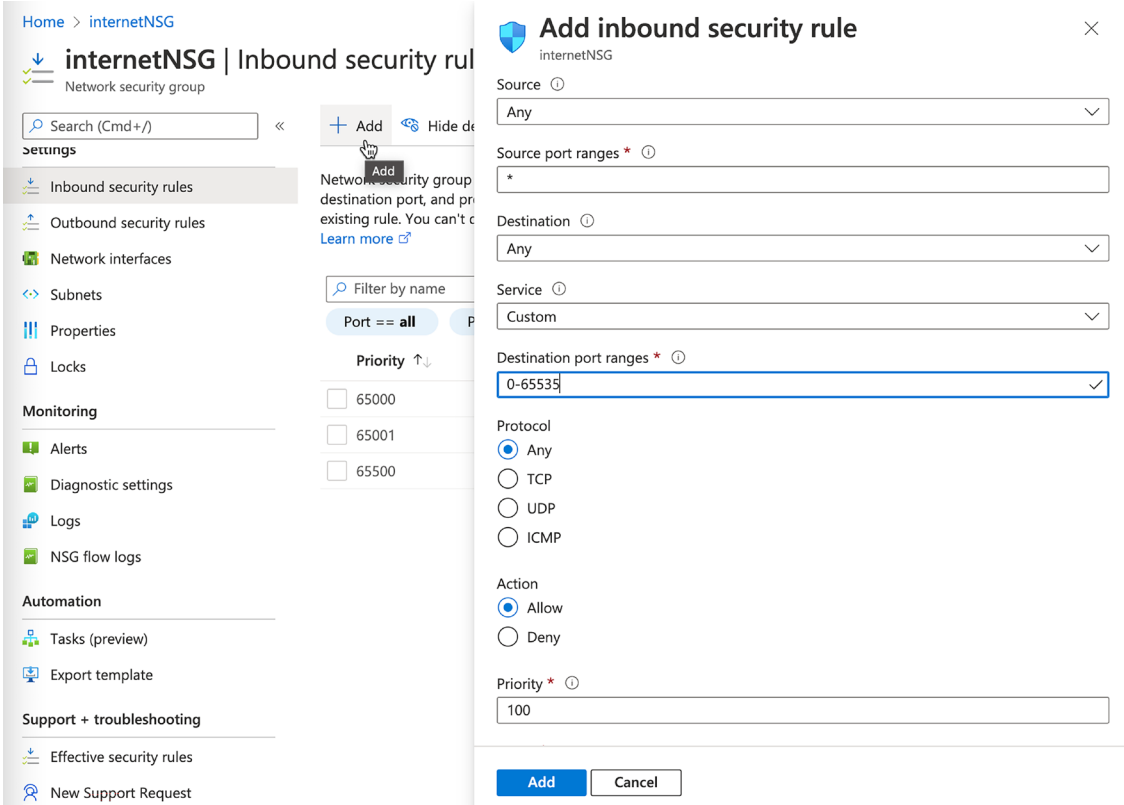 Home > internetNSG
internetNSG | Inbound security rul
Network security group
Search (Cmd+/)
«
Settings
Inbound security rules
Outbound security rules
Network interfaces
Subnets
Properties
Locks
Monitoring
Alerts
Diagnostic settings
Logs
NSG flow logs
Automation
Tasks (preview)
Export template
Support + troubleshooting
Effective security rules
New Support Request
+ Add
Hide de
Add
Network security group
destination port, and pr
existing rule. You can't d
Learn more
Filter by name
Port == all
P
Priority ↑↓
65000
65001
65500
Add inbound security rule
internetNSG
Source
Any
Source port ranges *
*
Destination
Any
Service
Custom
Destination port ranges *
0-65535
Protocol
Any
TCP
UDP
ICMP
Action
Allow
Deny
Priority *
100
Add
Cancel